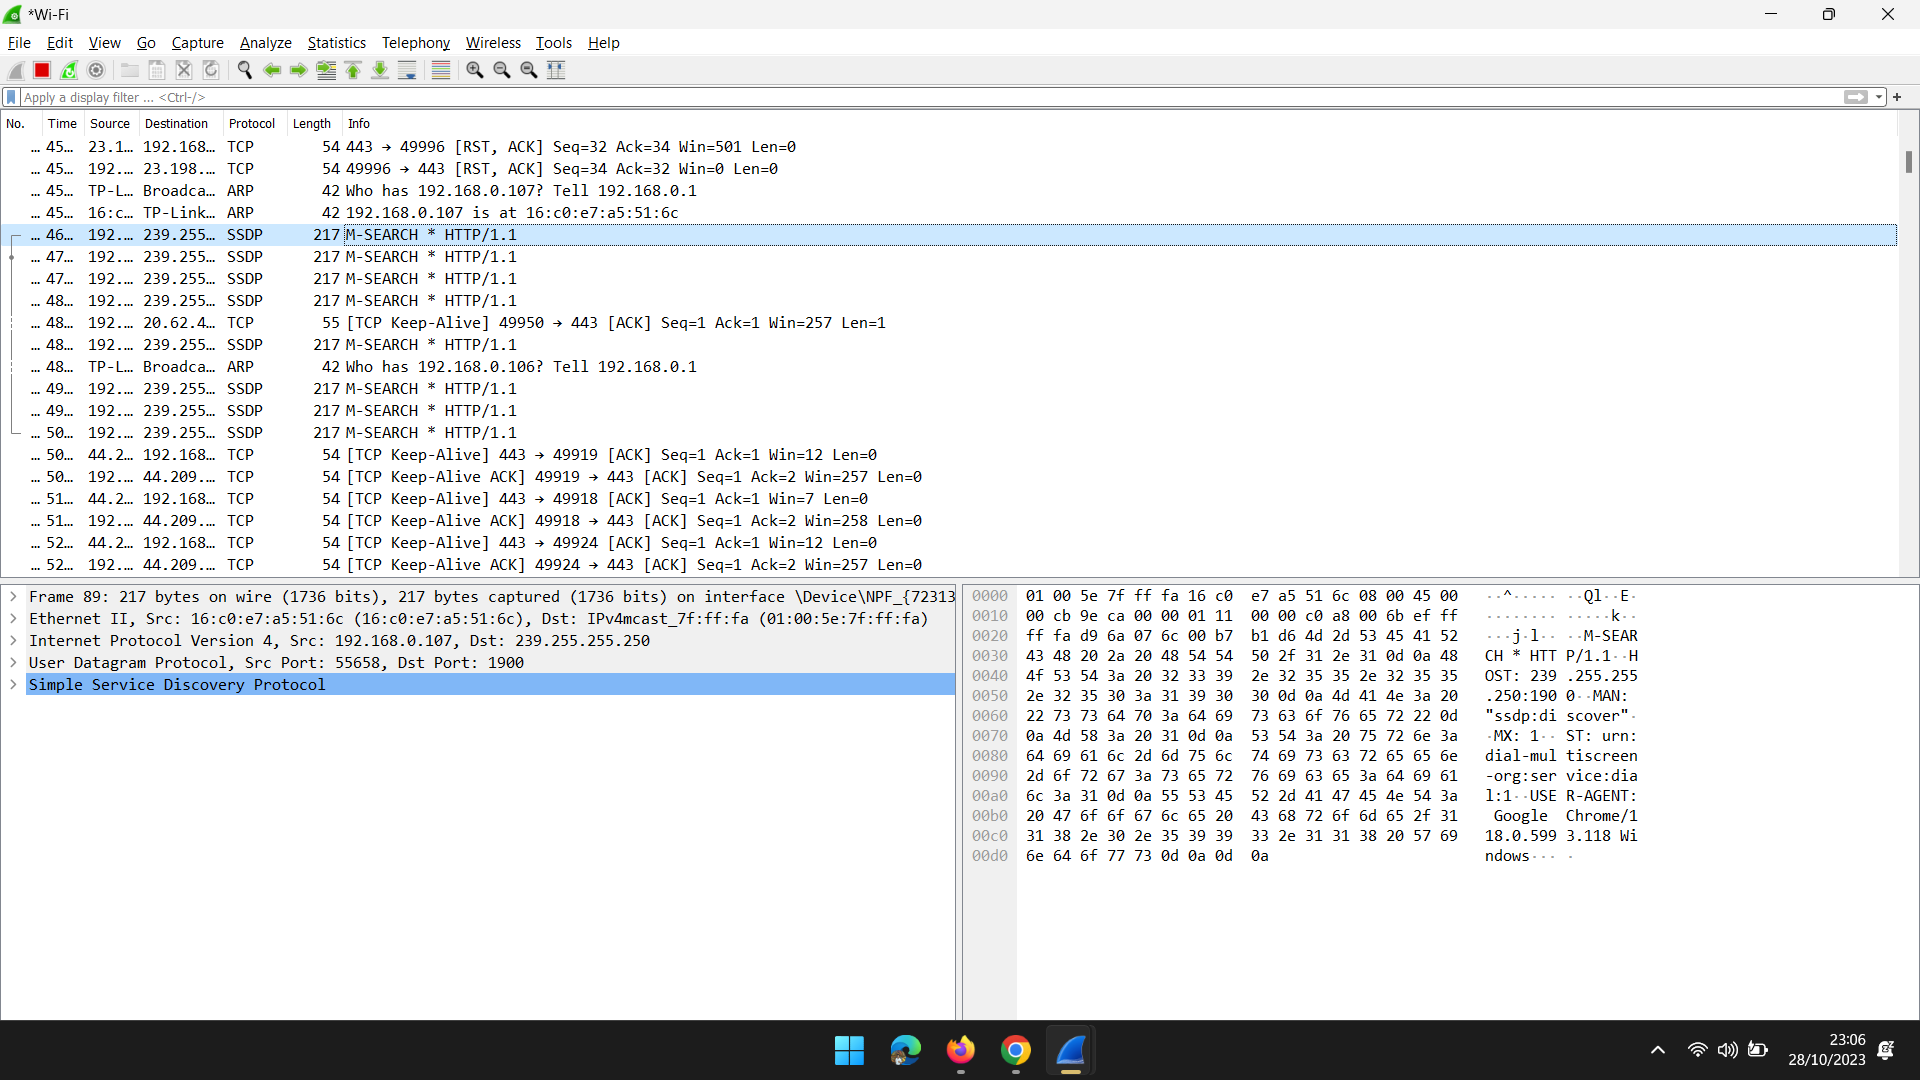 *Wi-Fi
File Edit View Go Capture Analyze Statistics Telephony Wireless Tools Help
Apply a display filter ... <Ctrl-/>
No. Time Source Destination Protocol Length Info
... 45... 23.1... 192.168... TCP 54 443 → 49996 [RST, ACK] Seq=32 Ack=34 Win=501 Len=0
... 45... 192.... 23.198.... TCP 54 49996 → 443 [RST, ACK] Seq=34 Ack=32 Win=0 Len=0
... 45... TP-L... Broadca... ARP 42 Who has 192.168.0.107? Tell 192.168.0.1
... 45... 16:c... TP-Link... ARP 42 192.168.0.107 is at 16:c0:e7:a5:51:6c
... 46... 192.... 239.255... SSDP 217 M-SEARCH * HTTP/1.1
... 47... 192.... 239.255... SSDP 217 M-SEARCH * HTTP/1.1
... 47... 192.... 239.255... SSDP 217 M-SEARCH * HTTP/1.1
... 48... 192.... 239.255... SSDP 217 M-SEARCH * HTTP/1.1
... 48... 192.... 20.62.4... TCP 55 [TCP Keep-Alive] 49950 → 443 [ACK] Seq=1 Ack=1 Win=257 Len=1
... 48... 192.... 239.255... SSDP 217 M-SEARCH * HTTP/1.1
... 48... TP-L... Broadca... ARP 42 Who has 192.168.0.106? Tell 192.168.0.1
... 49... 192.... 239.255... SSDP 217 M-SEARCH * HTTP/1.1
... 49... 192.... 239.255... SSDP 217 M-SEARCH * HTTP/1.1
... 50... 192.... 239.255... SSDP 217 M-SEARCH * HTTP/1.1
... 50... 44.2... 192.168... TCP 54 [TCP Keep-Alive] 443 → 49919 [ACK] Seq=1 Ack=1 Win=12 Len=0
... 50... 192.... 44.209.... TCP 54 [TCP Keep-Alive ACK] 49919 → 443 [ACK] Seq=1 Ack=2 Win=257 Len=0
... 51... 44.2... 192.168... TCP 54 [TCP Keep-Alive] 443 → 49918 [ACK] Seq=1 Ack=1 Win=7 Len=0
... 51... 192.... 44.209.... TCP 54 [TCP Keep-Alive ACK] 49918 → 443 [ACK] Seq=1 Ack=2 Win=258 Len=0
... 52... 44.2... 192.168... TCP 54 [TCP Keep-Alive] 443 → 49924 [ACK] Seq=1 Ack=1 Win=12 Len=0
... 52... 192.... 44.209.... TCP 54 [TCP Keep-Alive ACK] 49924 → 443 [ACK] Seq=1 Ack=2 Win=257 Len=0
Frame 89: 217 bytes on wire (1736 bits), 217 bytes captured (1736 bits) on interface \Device\NPF_{72313
Ethernet II, Src: 16:c0:e7:a5:51:6c (16:c0:e7:a5:51:6c), Dst: IPv4mcast_7f:ff:fa (01:00:5e:7f:ff:fa)
Internet Protocol Version 4, Src: 192.168.0.107, Dst: 239.255.255.250
User Datagram Protocol, Src Port: 55658, Dst Port: 1900
Simple Service Discovery Protocol
0000 01 00 5e 7f ff fa 16 c0 e7 a5 51 6c 08 00 45 00 ··^····· ··Ql··E·
0010 00 cb 9e ca 00 00 01 11 00 00 c0 a8 00 6b ef ff ········ ·····k··
0020 ff fa d9 6a 07 6c 00 b7 b1 d6 4d 2d 53 45 41 52 ···j·l·· ··M-SEAR
0030 43 48 20 2a 20 48 54 54 50 2f 31 2e 31 0d 0a 48 CH * HTT P/1.1··H
0040 4f 53 54 3a 20 32 33 39 2e 32 35 35 2e 32 35 35 OST: 239 .255.255
0050 2e 32 35 30 3a 31 39 30 30 0d 0a 4d 41 4e 3a 20 .250:190 0··MAN:
0060 22 73 73 64 70 3a 64 69 73 63 6f 76 65 72 22 0d "ssdp:di scover"·
0070 0a 4d 58 3a 20 31 0d 0a 53 54 3a 20 75 72 6e 3a ·MX: 1·· ST: urn:
0080 64 69 61 6c 2d 6d 75 6c 74 69 73 63 72 65 65 6e dial-mul tiscreen
0090 2d 6f 72 67 3a 73 65 72 76 69 63 65 3a 64 69 61 -org:ser vice:dia
00a0 6c 3a 31 0d 0a 55 53 45 52 2d 41 47 45 4e 54 3a l:1··USE R-AGENT:
00b0 20 47 6f 6f 67 6c 65 20 43 68 72 6f 6d 65 2f 31 Google Chrome/1
00c0 31 38 2e 30 2e 35 39 39 33 2e 31 31 38 20 57 69 18.0.599 3.118 Wi
00d0 6e 64 6f 77 73 0d 0a 0d 0a ndows··· ·
23:06
28/10/2023